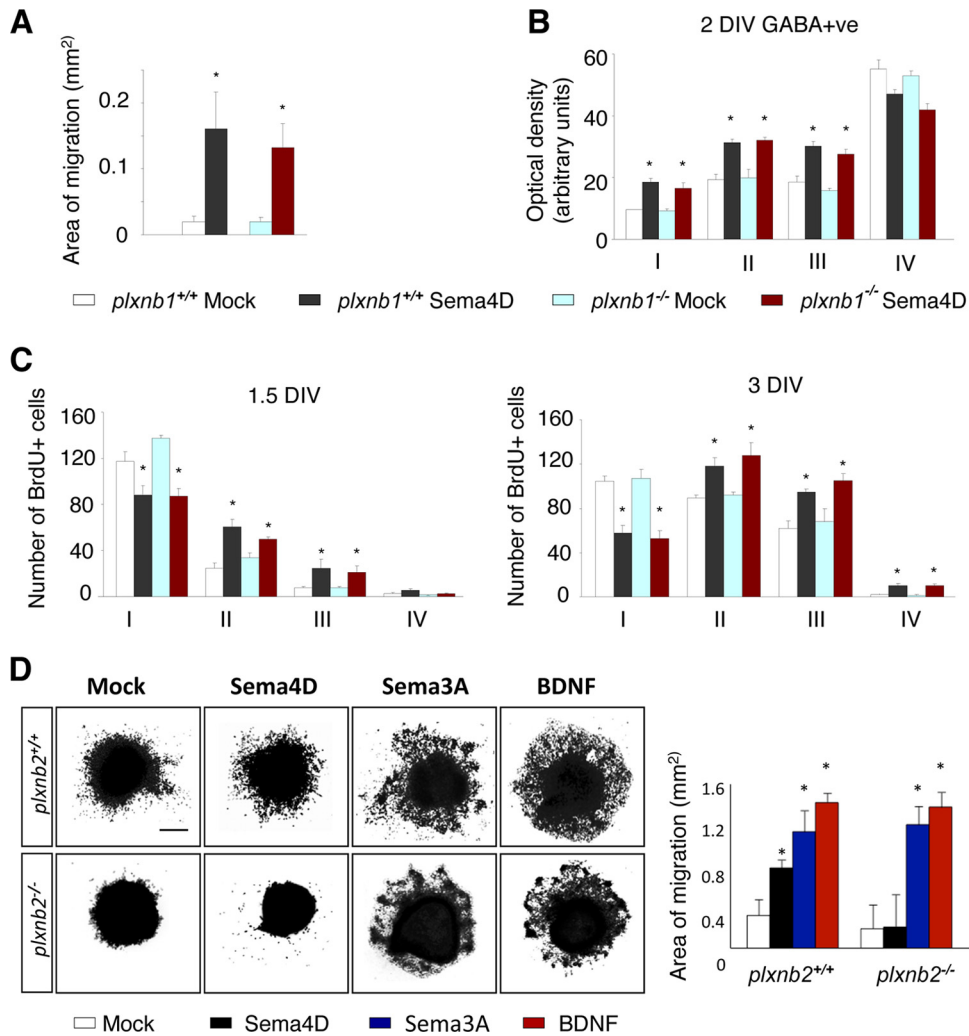 A
Area of migration (mm²)
0.2
0.1
0
* *
B
2 DIV GABA+ve
Optical density
(arbitrary units)
60
40
20
0
* * * * * *
I II III IV
plxnb1+/+ Mock plxnb1+/+ Sema4D plxnb1-/- Mock plxnb1-/- Sema4D
C
1.5 DIV
Number of BrdU+ cells
160
120
80
40
0
* * * * * *
I II III IV
3 DIV
Number of BrdU+ cells
160
120
80
40
0
* * * * * * * *
I II III IV
D
Mock Sema4D Sema3A BDNF
plxnb2+/+
plxnb2-/-
Mock Sema4D Sema3A BDNF
Area of migration (mm²)
1.6
1.2
0.8
0.4
0
* * * * *
plxnb2+/+ plxnb2-/-